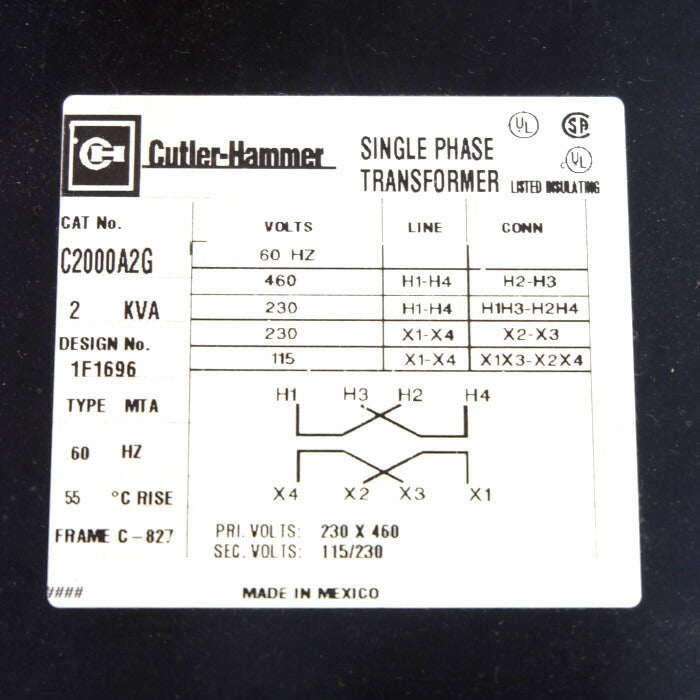 Cutler-Hammer
SINGLE PHASE
TRANSFORMER
UL
SA
c UL
LISTED INSULATING
CAT No.
C2000A2G
2 KVA
DESIGN No.
1F1696
TYPE MTA
60 HZ
55 °C RISE
FRAME C-827
VOLTS LINE CONN
60 HZ
460 H1-H4 H2-H3
230 H1-H4 H1H3-H2H4
230 X1-X4 X2-X3
115 X1-X4 X1X3-X2X4
H1 H3 H2 H4
X4 X2 X3 X1
PRI. VOLTS: 230 X 460
SEC. VOLTS: 115/230
####
MADE IN MEXICO